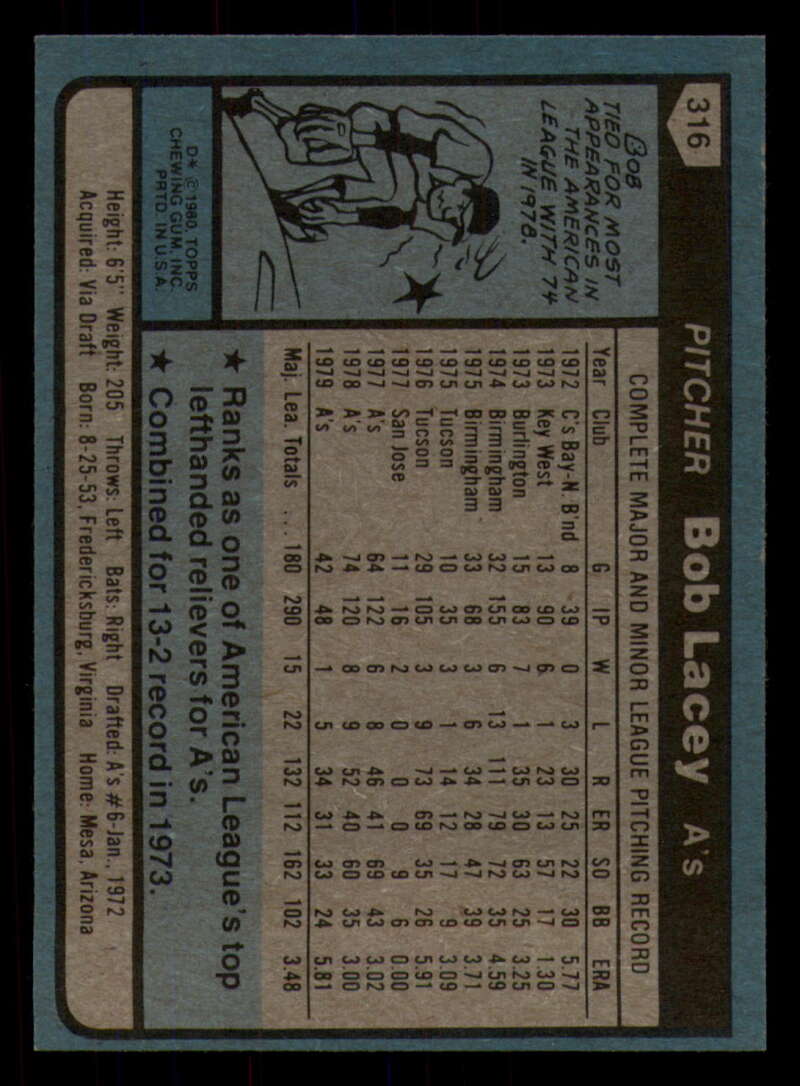 316
PITCHER Bob Lacey A's
COMPLETE MAJOR AND MINOR LEAGUE PITCHING RECORD
BOB
TIED FOR MOST
APPEARANCES IN
THE AMERICAN
LEAGUE WITH 74
IN 1978.
D* © 1980. TOPPS
CHEWING GUM INC.
PRTD. IN U.S.A.
Year Club G IP W L R ER SO BB ERA
1972 C's Bay-N. B'nd 8 39 0 3 30 25 22 30 5.77
1973 Key West 13 90 6 1 23 13 57 17 1.30
1973 Burlington 15 83 7 1 35 30 63 25 3.25
1974 Birmingham 32 155 6 13 111 79 72 35 4.59
1975 Birmingham 33 68 3 6 34 28 47 39 3.71
1975 Tucson 10 35 3 1 14 12 17 9 3.09
1976 Tucson 29 105 3 9 73 69 35 26 5.91
1977 San Jose 11 16 2 0 0 0 9 6 0.00
1977 A's 64 122 6 8 46 41 69 43 3.02
1978 A's 74 120 8 9 52 40 60 35 3.00
1979 A's 42 48 1 5 34 31 33 24 5.81
Maj. Lea. Totals ... 180 290 15 22 132 112 162 102 3.48
★ Ranks as one of American League's top
lefthanded relievers for A's.
★ Combined for 13-2 record in 1973.
Height: 6'5" Weight: 205 Throws: Left Bats: Right Drafted: A's #6-Jan., 1972
Acquired: Via Draft Born: 8-25-53, Fredericksburg, Virginia Home: Mesa, Arizona